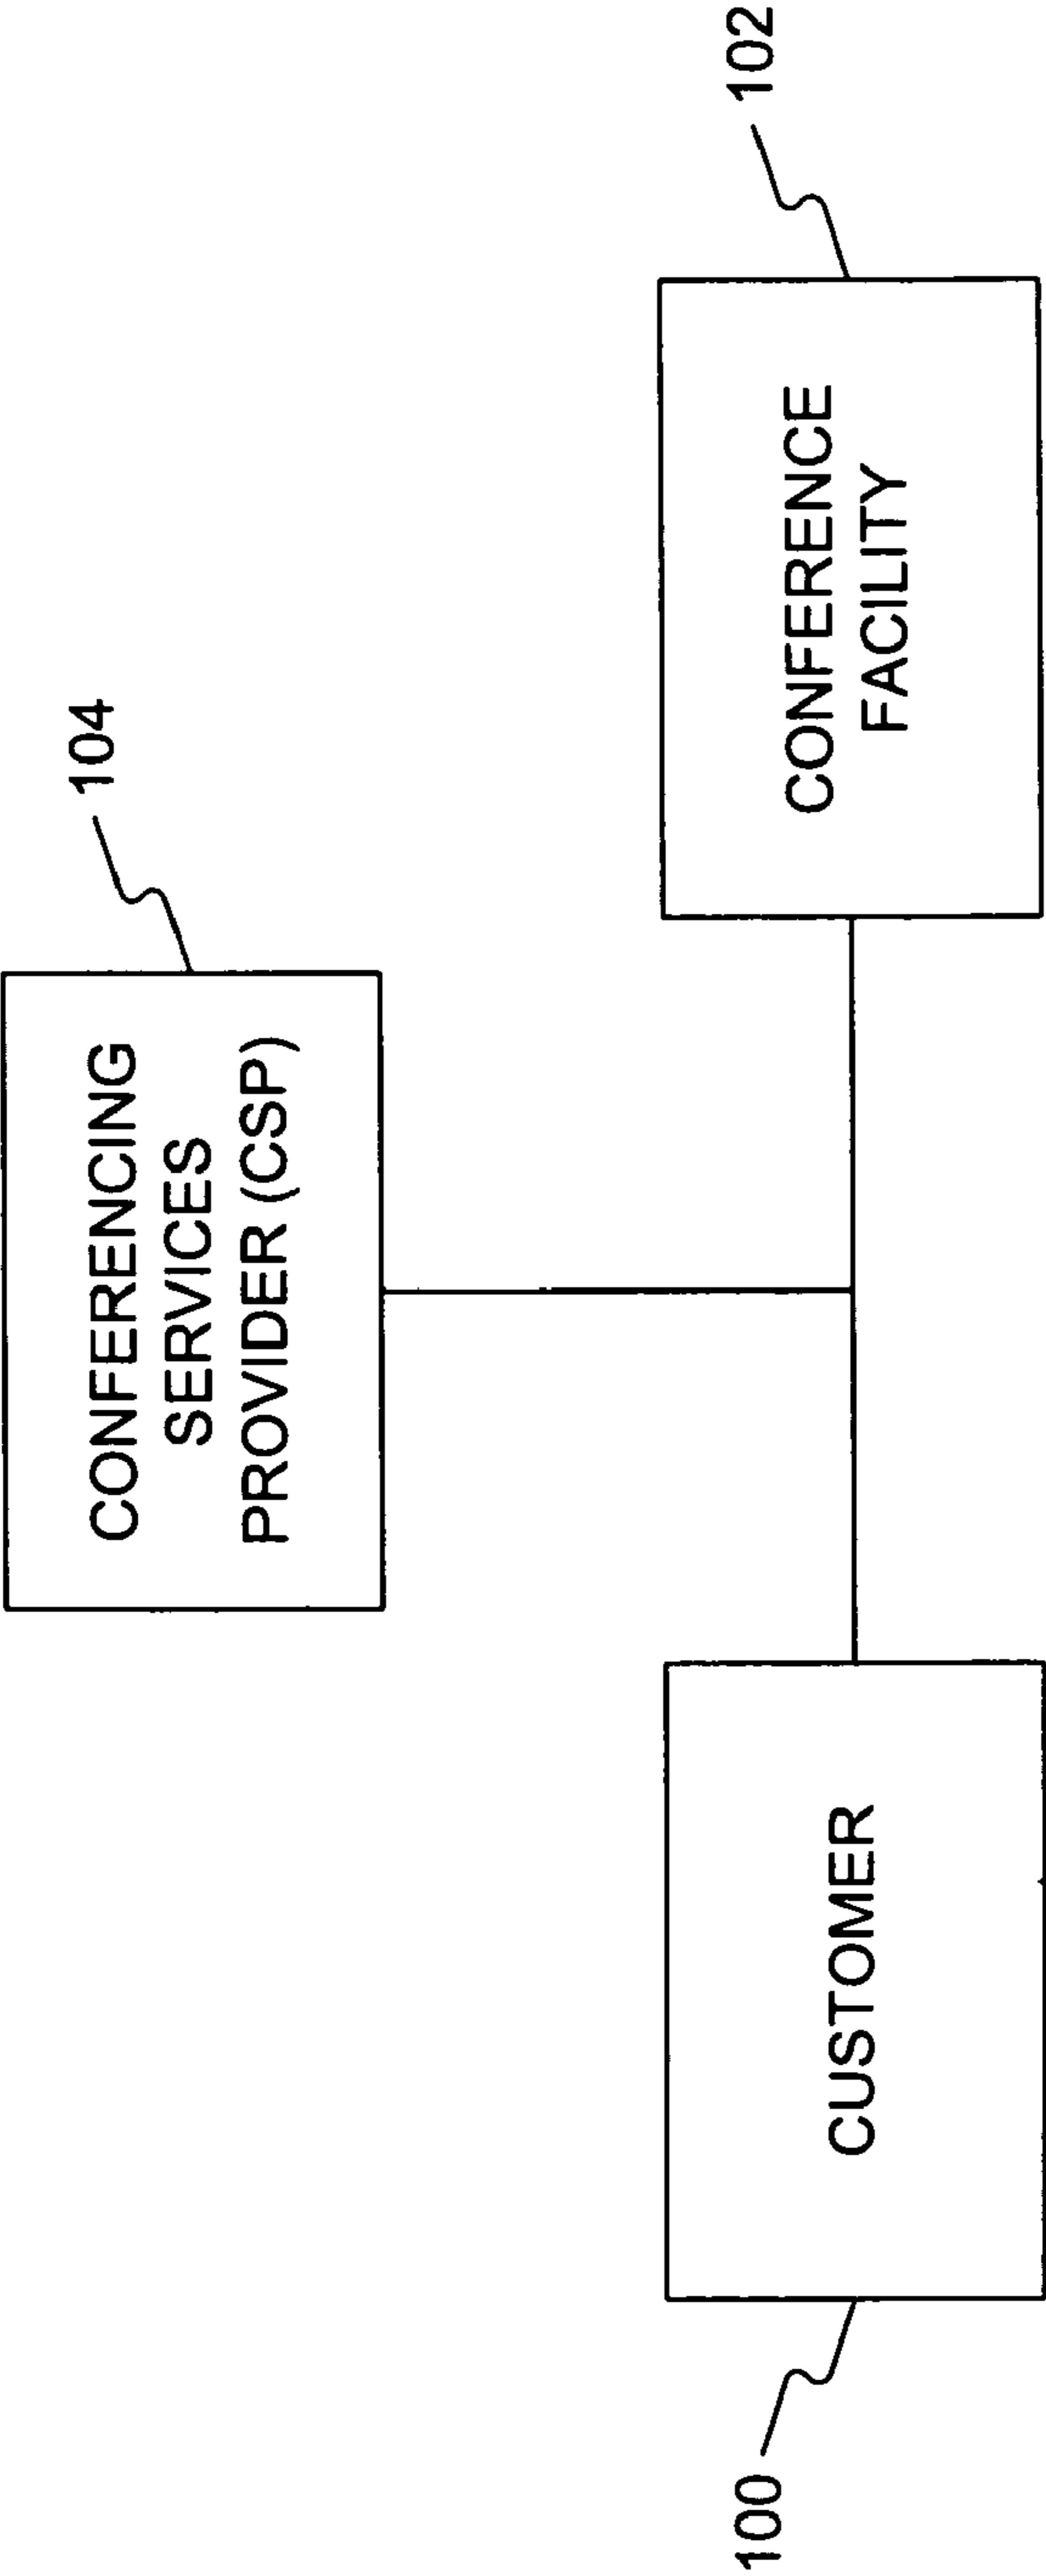 104
CONFERENCING
SERVICES
PROVIDER (CSP)
100
CUSTOMER
CONFERENCE
FACILITY
102